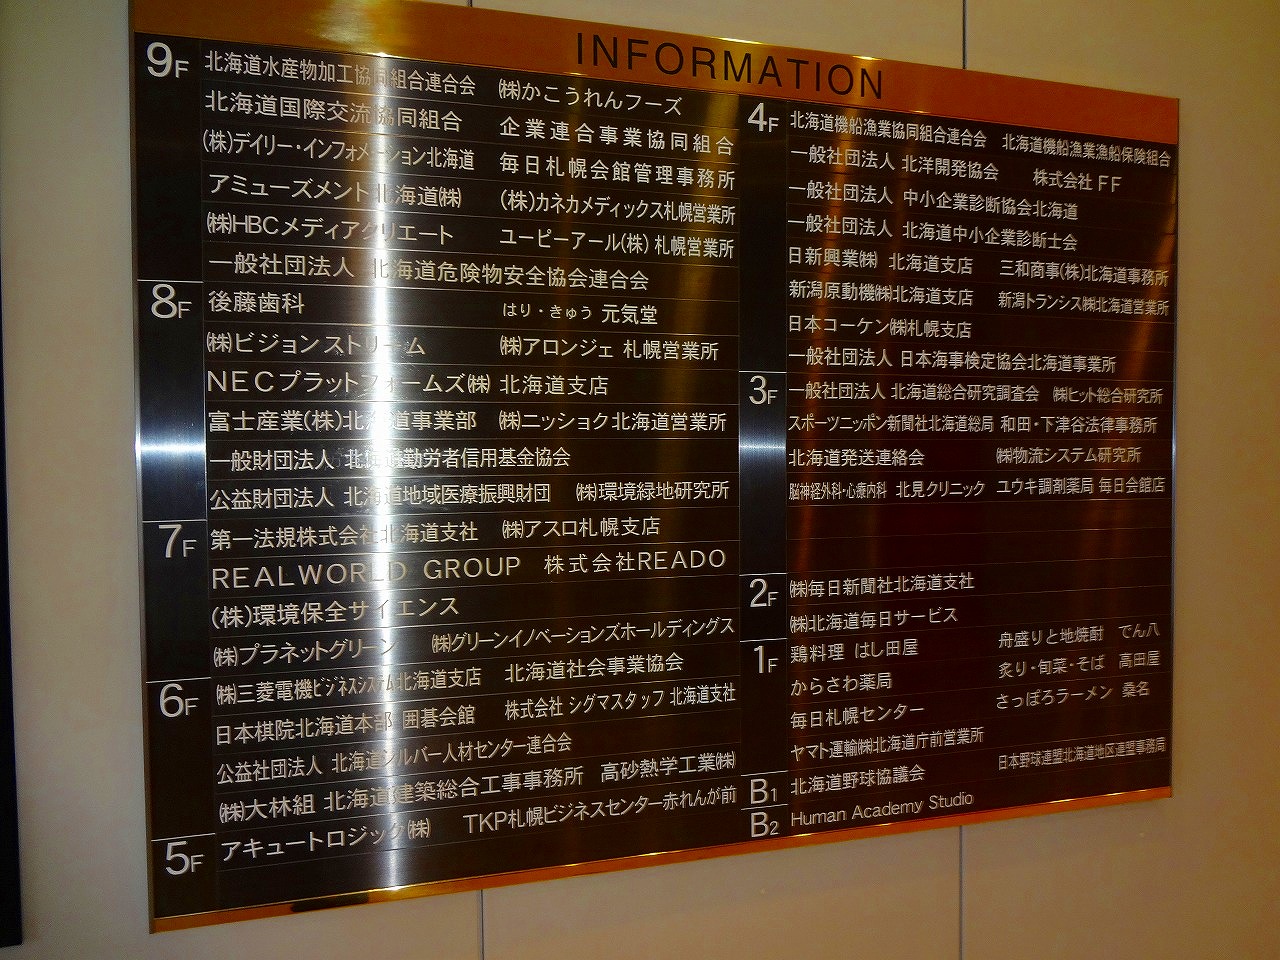 INFORMATION
9F
北海道水産物加工協同組合連合会 ㈱かこうれんフーズ
北海道国際交流協同組合 企業連合事業協同組合
(株)デイリー・インフォメーション北海道 毎日札幌会館管理事務所
アミューズメント北海道㈱ (株)カネカメディックス札幌営業所
㈱HBCメディアクリエート ユーピーアール(株) 札幌営業所
一般社団法人 北海道危険物安全協会連合会
8F
後藤歯科 はり・きゅう 元気堂
㈱ビジョンストリーム ㈱アロンジェ 札幌営業所
NECプラットフォームズ㈱ 北海道支店
富士産業(株)北海道事業部 ㈱ニッショク北海道営業所
一般財団法人 北海道勤労者信用基金協会
公益財団法人 北海道地域医療振興財団 ㈱環境緑地研究所
7F
第一法規株式会社北海道支社 ㈱アスロ札幌支店
REALWORLD GROUP 株式会社READO
(株)環境保全サイエンス
㈱プラネットグリーン ㈱グリーンイノベーションズホールディングス
6F
㈱三菱電機ビジネスシステム北海道支店 北海道社会事業協会
日本棋院北海道本部 囲碁会館 株式会社 シグマスタッフ 北海道支社
公益社団法人 北海道シルバー人材センター連合会
㈱大林組 北海道建築総合工事事務所 高砂熱学工業㈱
5F
アキュートロジック㈱ TKP札幌ビジネスセンター赤れんが前
4F
北海道機船漁業協同組合連合会 北海道機船漁業漁船保険組合
一般社団法人 北洋開発協会 株式会社 FF
一般社団法人 中小企業診断協会北海道
一般社団法人 北海道中小企業診断士会
日新興業㈱ 北海道支店 三和商事(株)北海道事務所
新潟原動機㈱北海道支店 新潟トランシス㈱北海道営業所
日本コーケン㈱札幌支店
一般社団法人 日本海事検定協会北海道事業所
3F
一般社団法人 北海道総合研究調査会 ㈱ヒット総合研究所
スポーツニッポン新聞社北海道総局 和田・下津谷法律事務所
北海道発送連絡会 ㈱物流システム研究所
脳神経外科・心療内科 北見クリニック ユウキ調剤薬局 毎日会館店
2F
㈱毎日新聞社北海道支社
㈱北海道毎日サービス
1F
鶏料理 はし田屋 舟盛りと地焼酎 でん八
からさわ薬局 炙り・旬菜・そば 高田屋
毎日札幌センター さっぽろラーメン 桑名
ヤマト運輸㈱北海道庁前営業所
B1
北海道野球協議会 日本野球連盟北海道地区連盟事務局
B2
Human Academy Studio